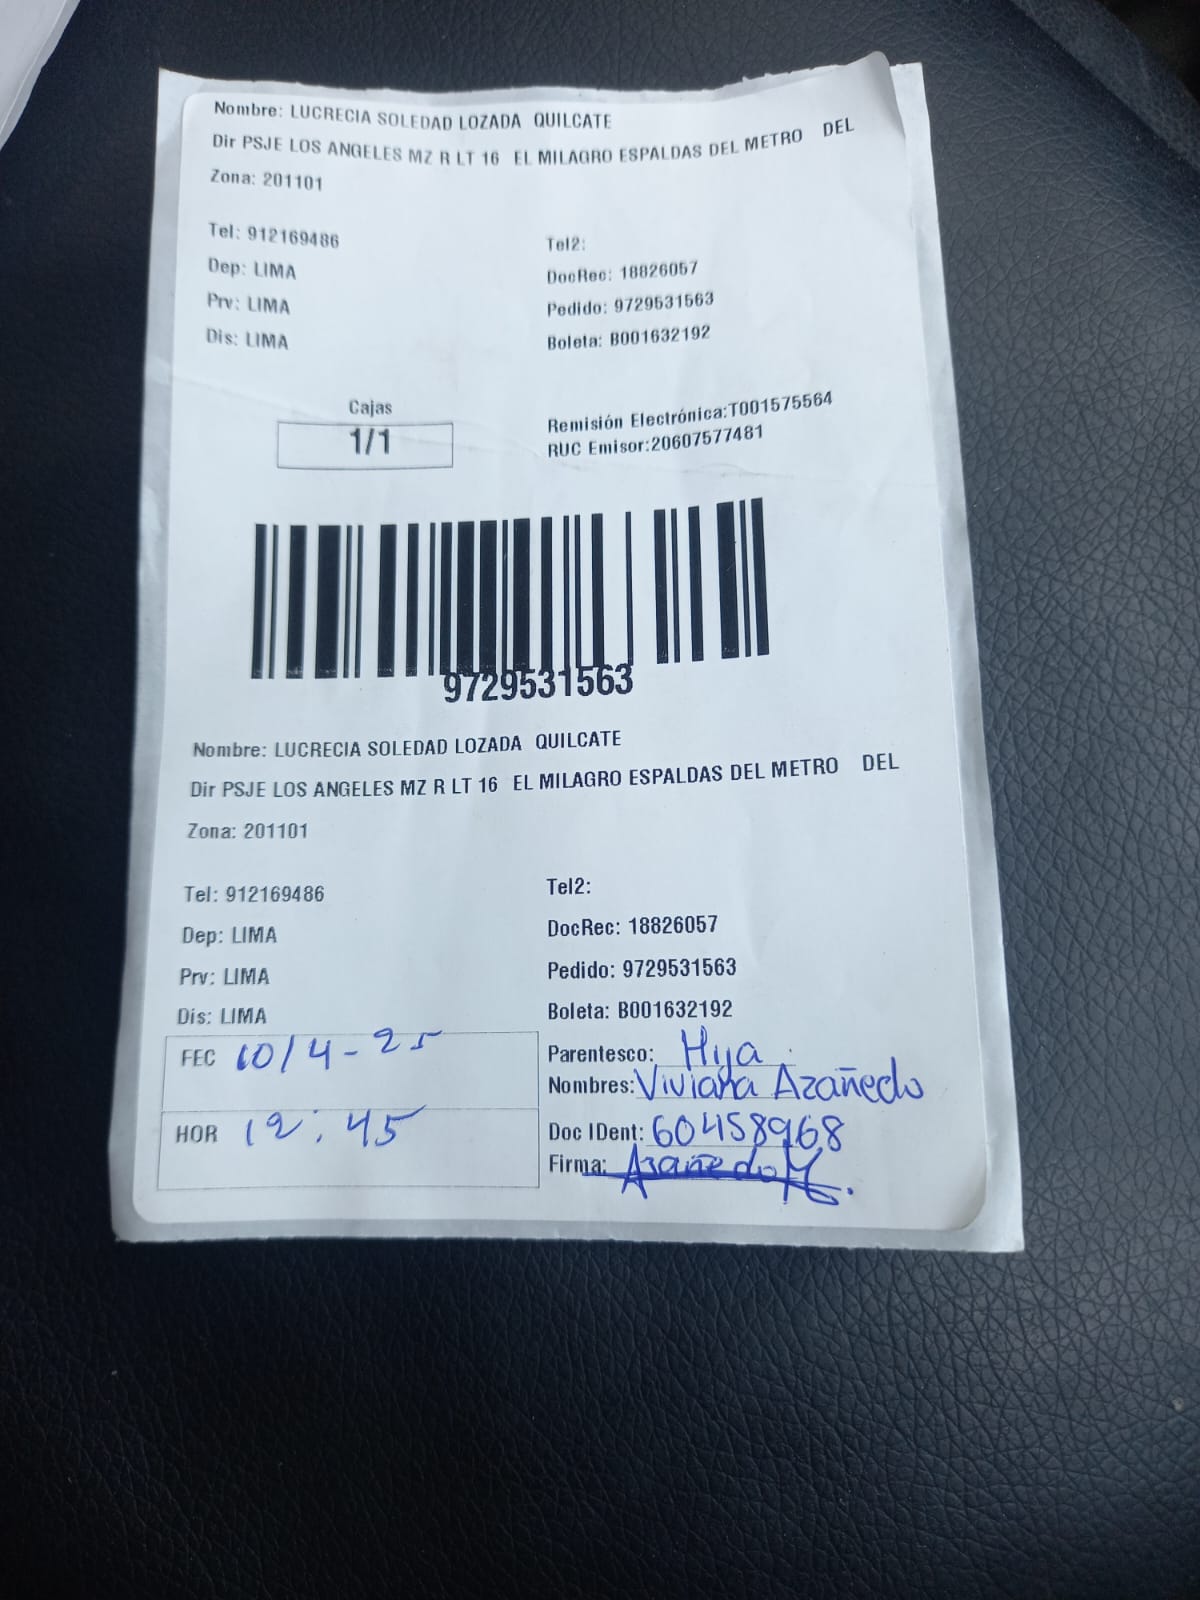 Nombre: LUCRECIA SOLEDAD LOZADA QUILCATE
Dir PSJE LOS ANGELES MZ R LT 16 EL MILAGRO ESPALDAS DEL METRO DEL
Zona: 201101
Tel: 912169486 Tel2:
Dep: LIMA DocRec: 18826057
Prv: LIMA Pedido: 9729531563
Dis: LIMA Boleta: B001632192
Cajas
1/1
Remisión Electrónica:T001575564
RUC Emisor:20607577481
9729531563
Nombre: LUCRECIA SOLEDAD LOZADA QUILCATE
Dir PSJE LOS ANGELES MZ R LT 16 EL MILAGRO ESPALDAS DEL METRO DEL
Zona: 201101
Tel: 912169486 Tel2:
Dep: LIMA DocRec: 18826057
Prv: LIMA Pedido: 9729531563
Dis: LIMA Boleta: B001632192
FEC 10/4-25 Parentesco: Hija
Nombres: Viviana Azañedo
HOR 12:45 Doc IDent: 60458968
Firma: Azañedo